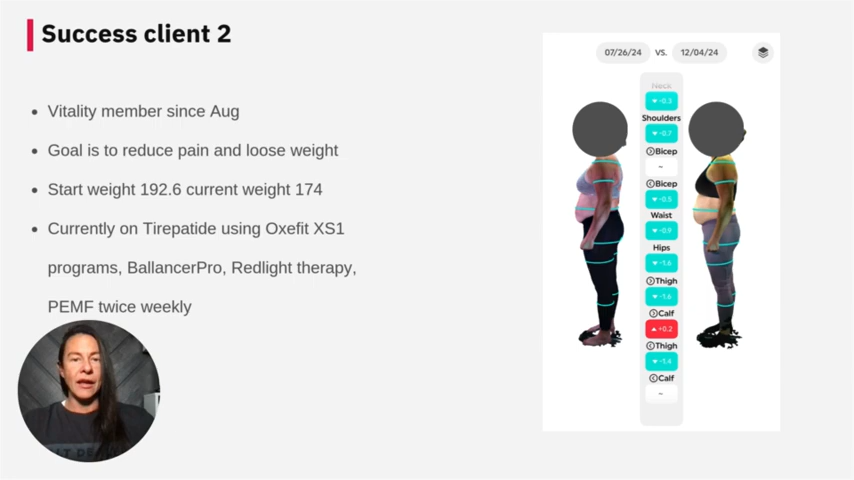 Success client 2
07/26/24 VS. 12/04/24
• Vitality member since Aug
• Goal is to reduce pain and loose weight
• Start weight 192.6 current weight 174
• Currently on Tirepatide using Oxefit XS1
programs, BallancerPro, Redlight therapy,
PEMF twice weekly
Neck
-0.3
Shoulders
-0.7
Bicep
--
Bicep
-0.5
Waist
-0.9
Hips
-1.6
Thigh
-1.6
Calf
+0.2
Thigh
-1.4
Calf
--